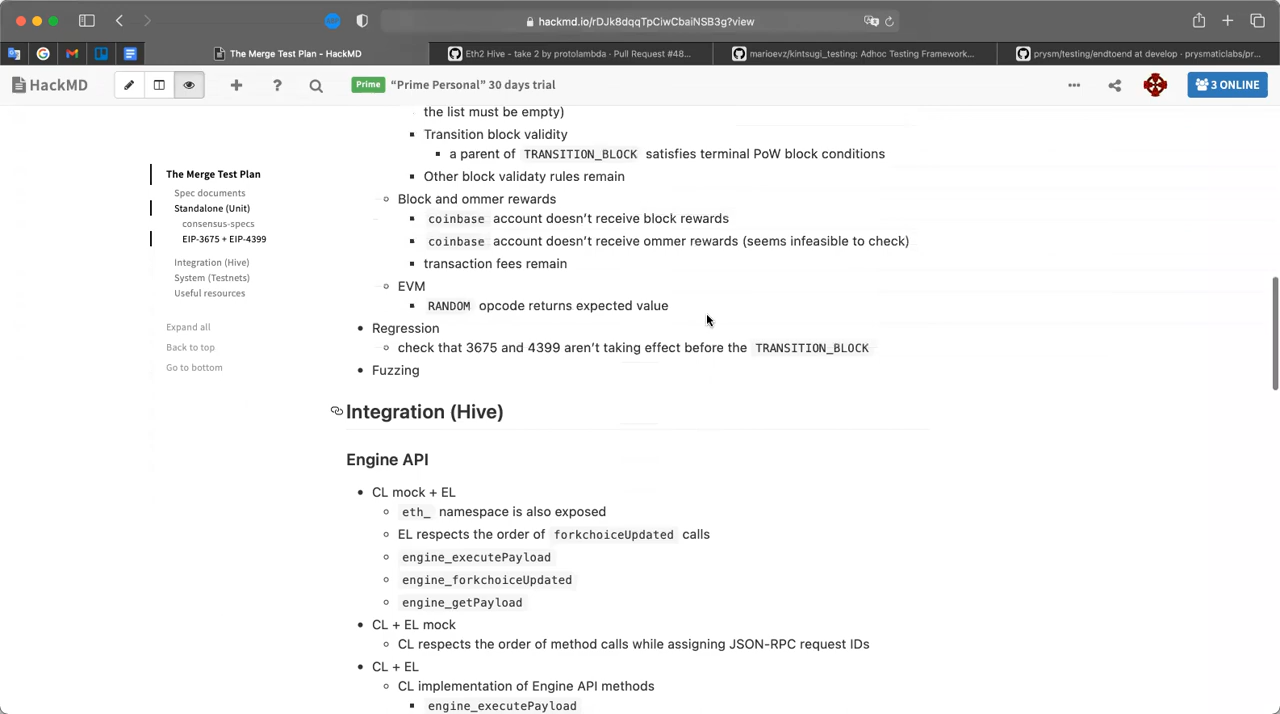 hackmd.io/rDJk8dqqTpCiwCbaiNSB3g?view
The Merge Test Plan - HackMD
Eth2 Hive - take 2 by protolambda · Pull Request #48...
marioevz/kintsugi_testing: Adhoc Testing Framework...
prysm/testing/endtoend at develop · prysmaticlabs/pr...
HackMD
Prime
“Prime Personal” 30 days trial
3 ONLINE
The Merge Test Plan
Spec documents
Standalone (Unit)
consensus-specs
EIP-3675 + EIP-4399
Integration (Hive)
System (Testnets)
Useful resources
Expall all
Back to top
Go to bottom
the list must be empty)
Transition block validity
a parent of TRANSITION_BLOCK satisfies terminal PoW block conditions
Other block validaty rules remain
Block and ommer rewards
coinbase account doesn’t receive block rewards
coinbase account doesn’t receive ommer rewards (seems infeasible to check)
transaction fees remain
EVM
RANDOM opcode returns expected value
Regression
check that 3675 and 4399 aren’t taking effect before the TRANSITION_BLOCK
Fuzzing
Integration (Hive)
Engine API
CL mock + EL
eth_ namespace is also exposed
EL respects the order of forkchoiceUpdated calls
engine_executePayload
engine_forkchoiceUpdated
engine_getPayload
CL + EL mock
CL respects the order of method calls while assigning JSON-RPC request IDs
CL + EL
CL implementation of Engine API methods
engine_executePayload